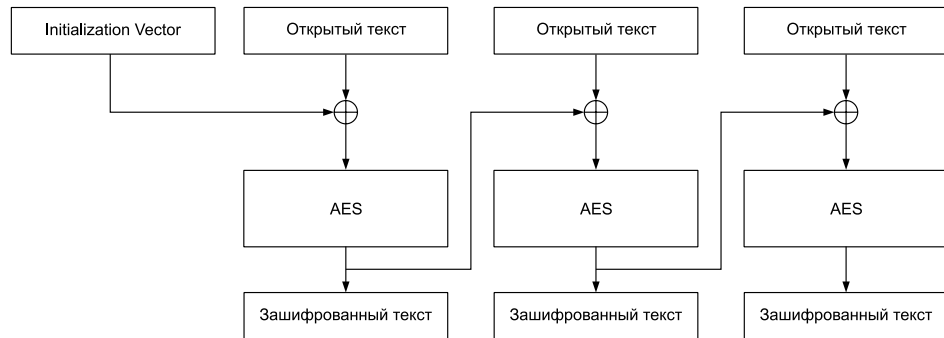 Initialization Vector
Открытый текст
Открытый текст
Открытый текст
AES
AES
AES
Зашифрованный текст
Зашифрованный текст
Зашифрованный текст